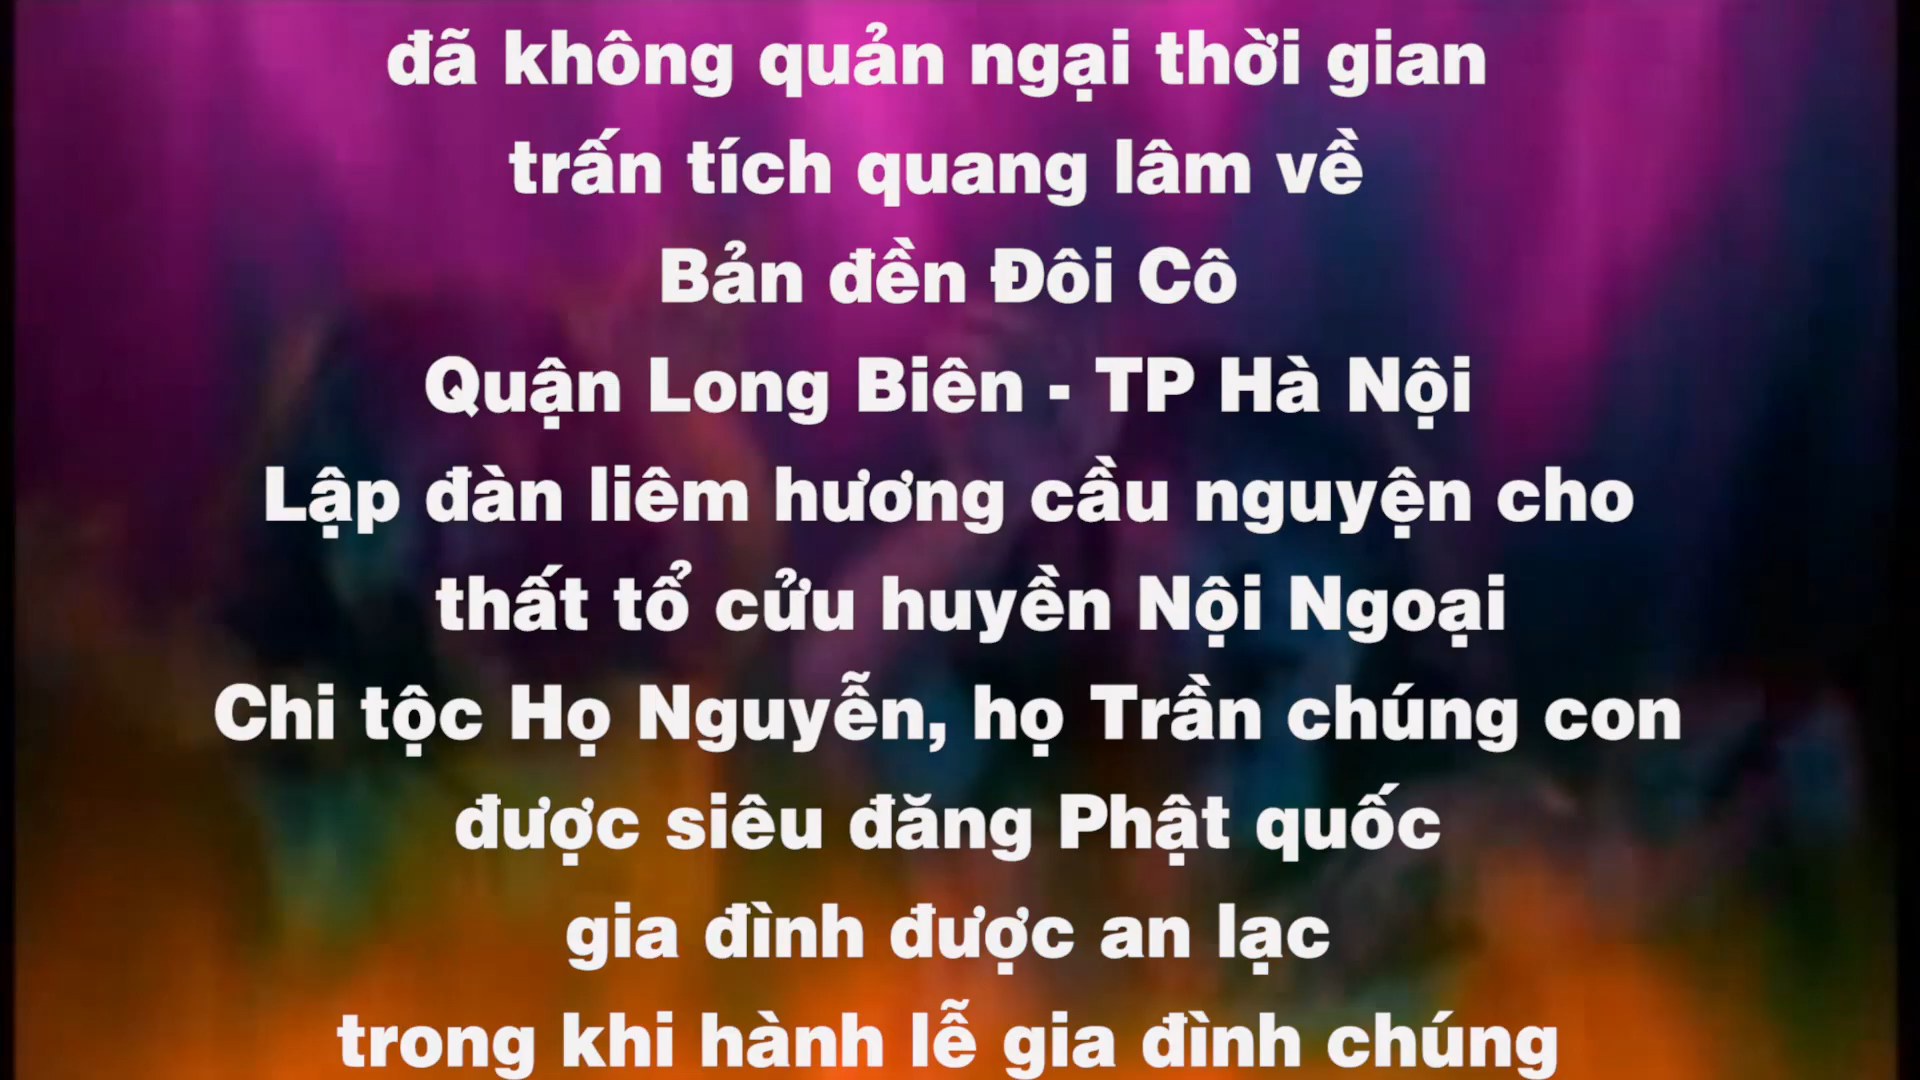 đã không quản ngại thời gian
trấn tích quang lâm về
Bản đền Đôi Cô
Quận Long Biên - TP Hà Nội
Lập đàn liêm hương cầu nguyện cho
thất tổ cửu huyền Nội Ngoại
Chi tộc Họ Nguyễn, họ Trần chúng con
được siêu đăng Phật quốc
gia đình được an lạc
trong khi hành lễ gia đình chúng